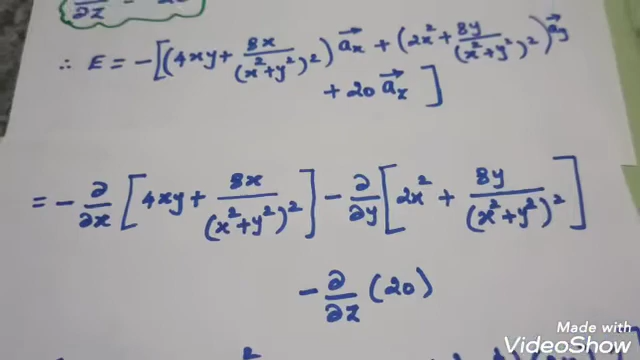 ∂/∂z = 20
∴ E = -[(4xy + 8x/(x²+y²)²) a⃗x + (2x² + 8y/(x²+y²)²) a⃗y
+ 20 a⃗z ]
= - ∂/∂x [4xy + 8x/(x²+y²)²] - ∂/∂y [2x² + 8y/(x²+y²)²]
- ∂/∂z (20)
Made with
VideoShow